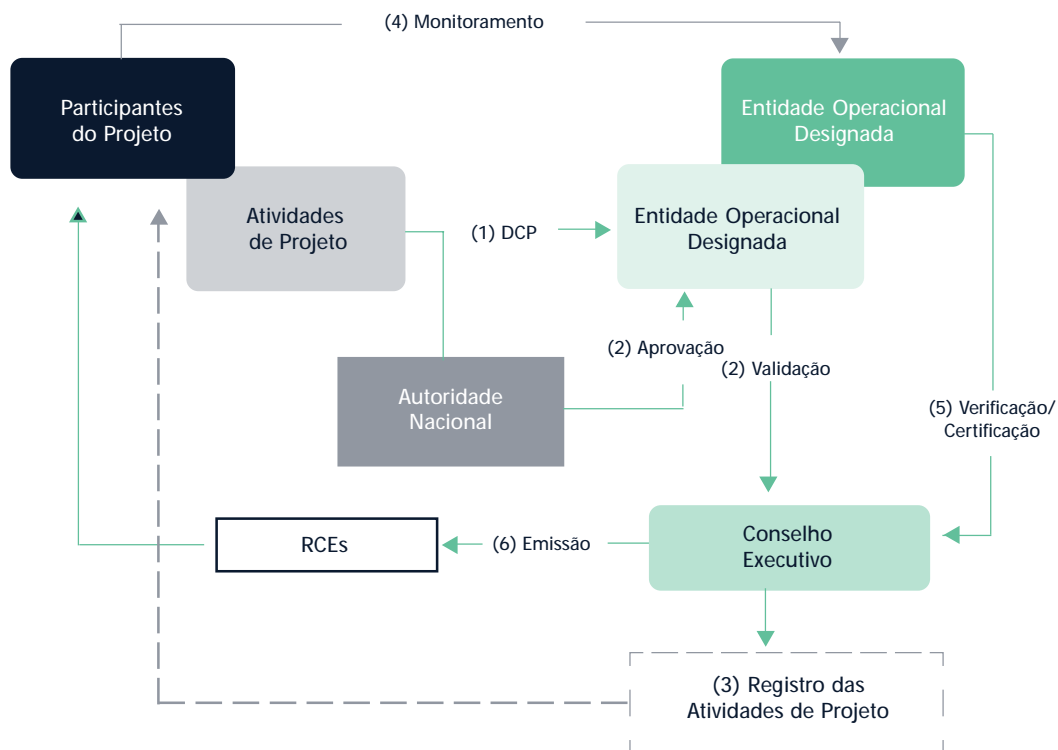 (4) Monitoramento
Participantes
do Projeto
Entidade Operacional
Designada
Atividades
de Projeto
(1) DCP
Entidade Operacional
Designada
(2) Aprovação
(2) Validação
Autoridade
Nacional
(5) Verificação/
Certificação
RCEs
(6) Emissão
Conselho
Executivo
(3) Registro das
Atividades de Projeto